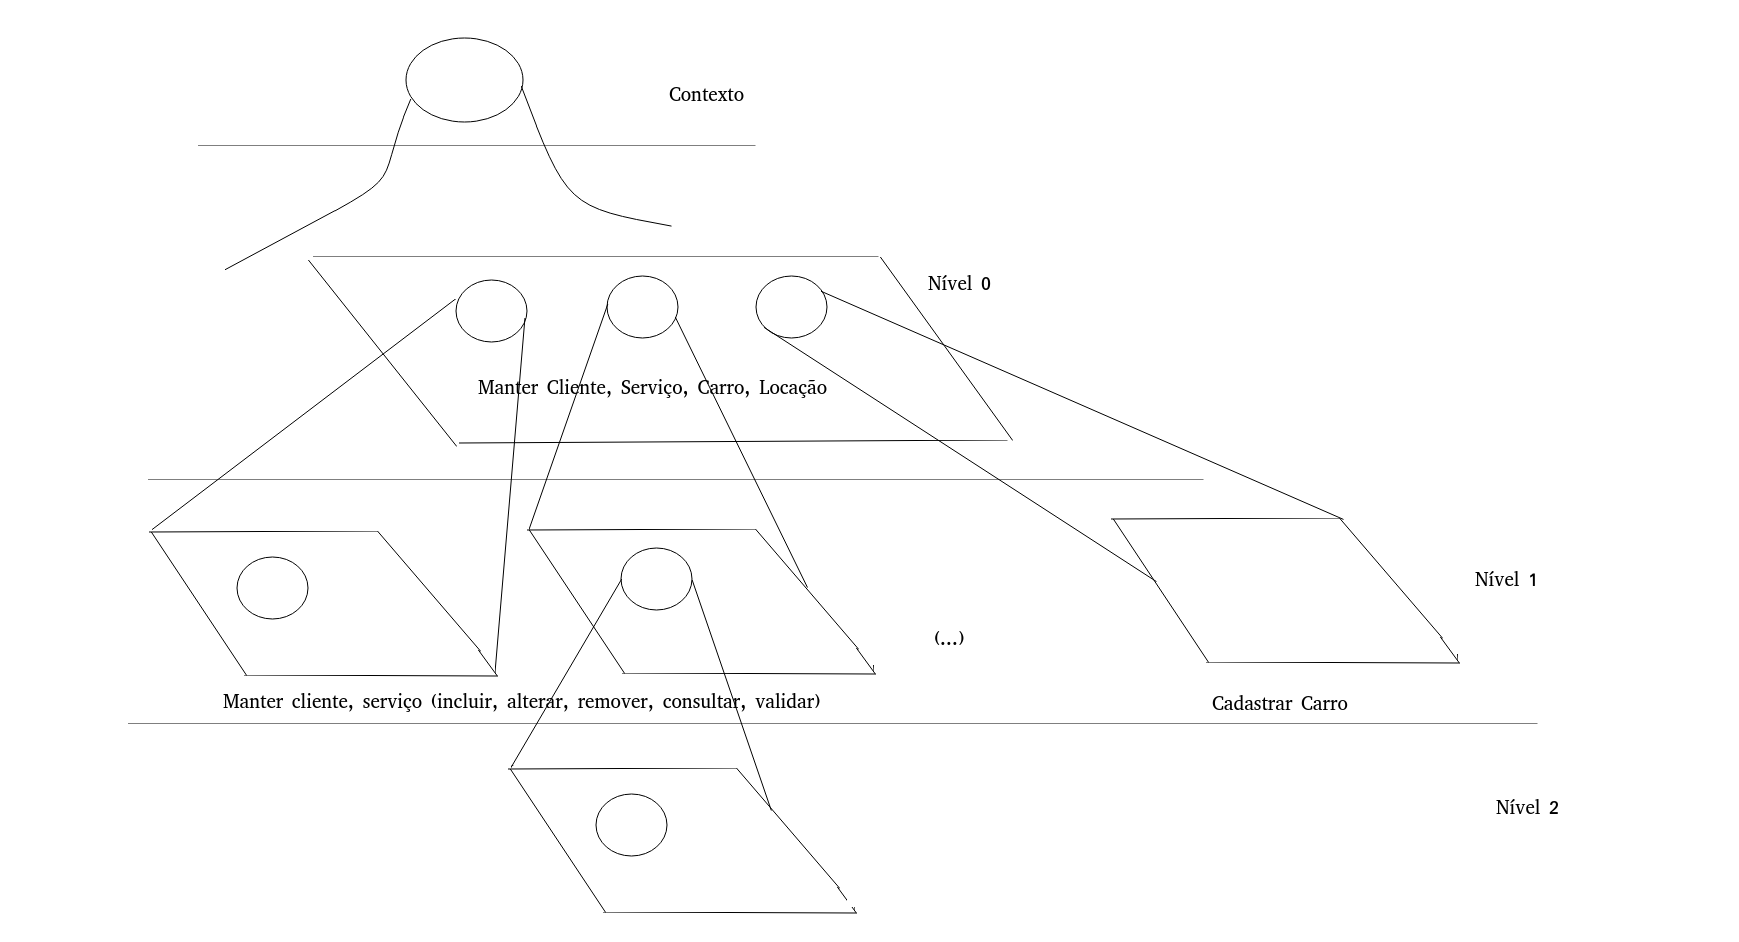 Contexto
Nível 0
Manter Cliente, Serviço, Carro, Locação
Nível 1
(...)
Manter cliente, serviço (incluir, alterar, remover, consultar, validar)
Cadastrar Carro
Nível 2